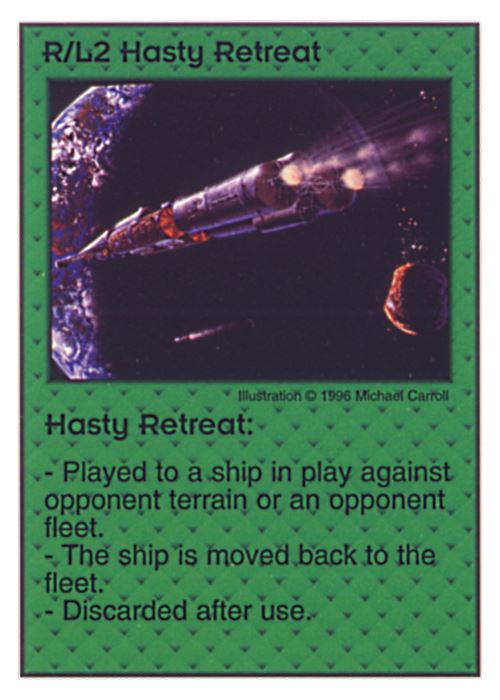 R/L2 Hasty Retreat
Illustration © 1996 Michael Carroll
Hasty Retreat:
- Played to a ship in play against
opponent terrain or an opponent
fleet.
- The ship is moved back to the
fleet.
- Discarded after use.